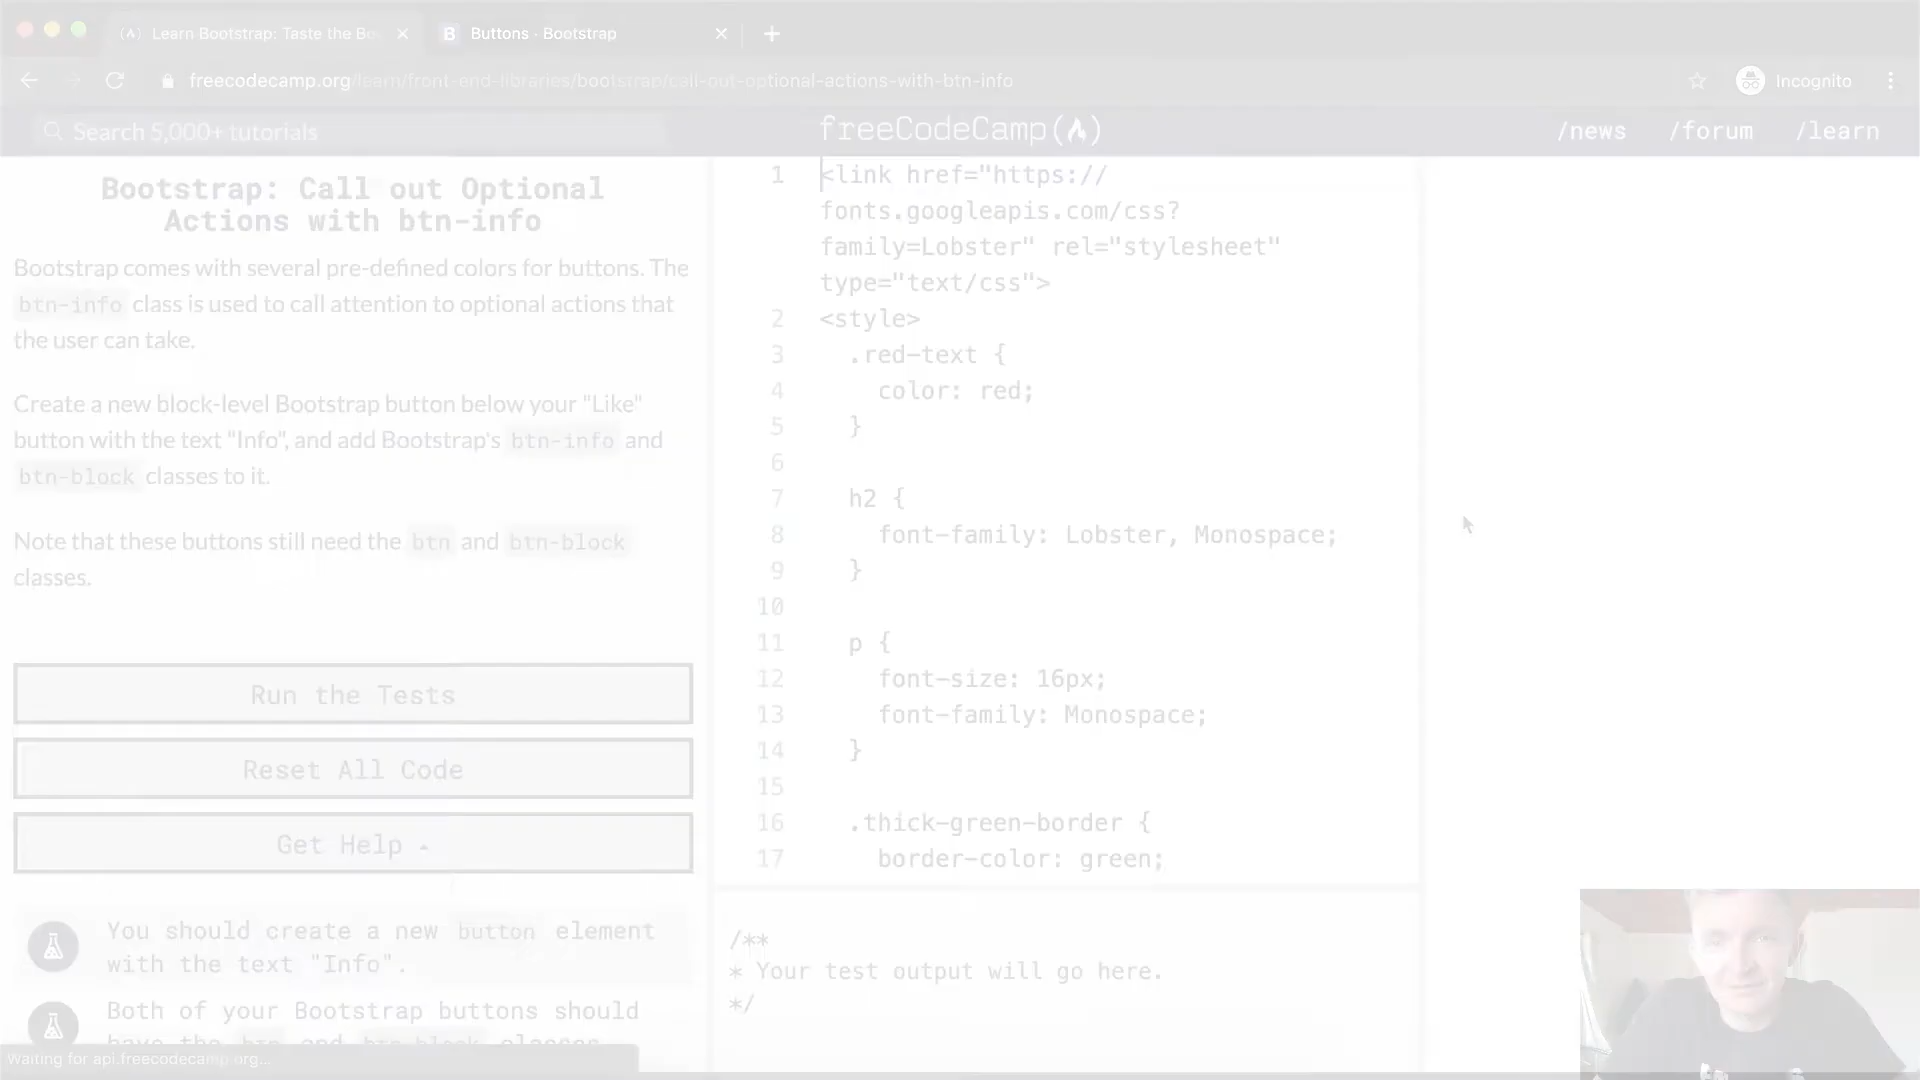 Learn Bootstrap: Taste the Bo
B Buttons · Bootstrap
freecodecamp.org/learn/front-end-libraries/bootstrap/call-out-optional-actions-with-btn-info
Incognito
Search 5,000+ tutorials
freeCodeCamp
/news /forum /learn
Bootstrap: Call out Optional
Actions with btn-info
Bootstrap comes with several pre-defined colors for buttons. The
btn-info class is used to call attention to optional actions that
the user can take.
Create a new block-level Bootstrap button below your "Like"
button with the text "Info", and add Bootstrap's btn-info and
btn-block classes to it.
Note that these buttons still need the btn and btn-block
classes.
Run the Tests
Reset All Code
Get Help
You should create a new button element
with the text "Info".
Both of your Bootstrap buttons should
have the btn and btn-block classes
Waiting for api.freecodecamp.org...
1 <link href="https://
fonts.googleapis.com/css?
family=Lobster" rel="stylesheet"
type="text/css">
2 <style>
3 .red-text {
4 color: red;
5 }
6
7 h2 {
8 font-family: Lobster, Monospace;
9 }
10
11 p {
12 font-size: 16px;
13 font-family: Monospace;
14 }
15
16 .thick-green-border {
17 border-color: green;
/**
* Your test output will go here.
*/